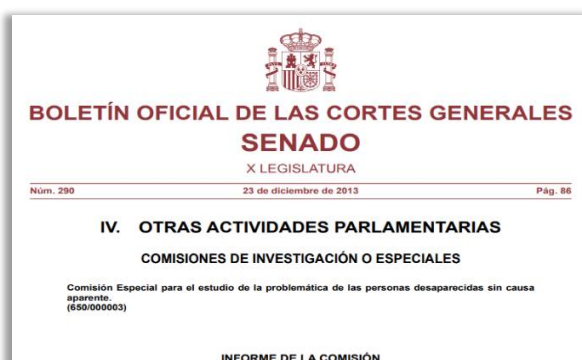 BOLETÍN OFICIAL DE LAS CORTES GENERALES
SENADO
X LEGISLATURA
Núm. 290 23 de diciembre de 2013 Pág. 86
IV. OTRAS ACTIVIDADES PARLAMENTARIAS
COMISIONES DE INVESTIGACIÓN O ESPECIALES
Comisión Especial para el estudio de la problemática de las personas desaparecidas sin causa
aparente.
(650/000003)
INFORME DE LA COMISIÓN